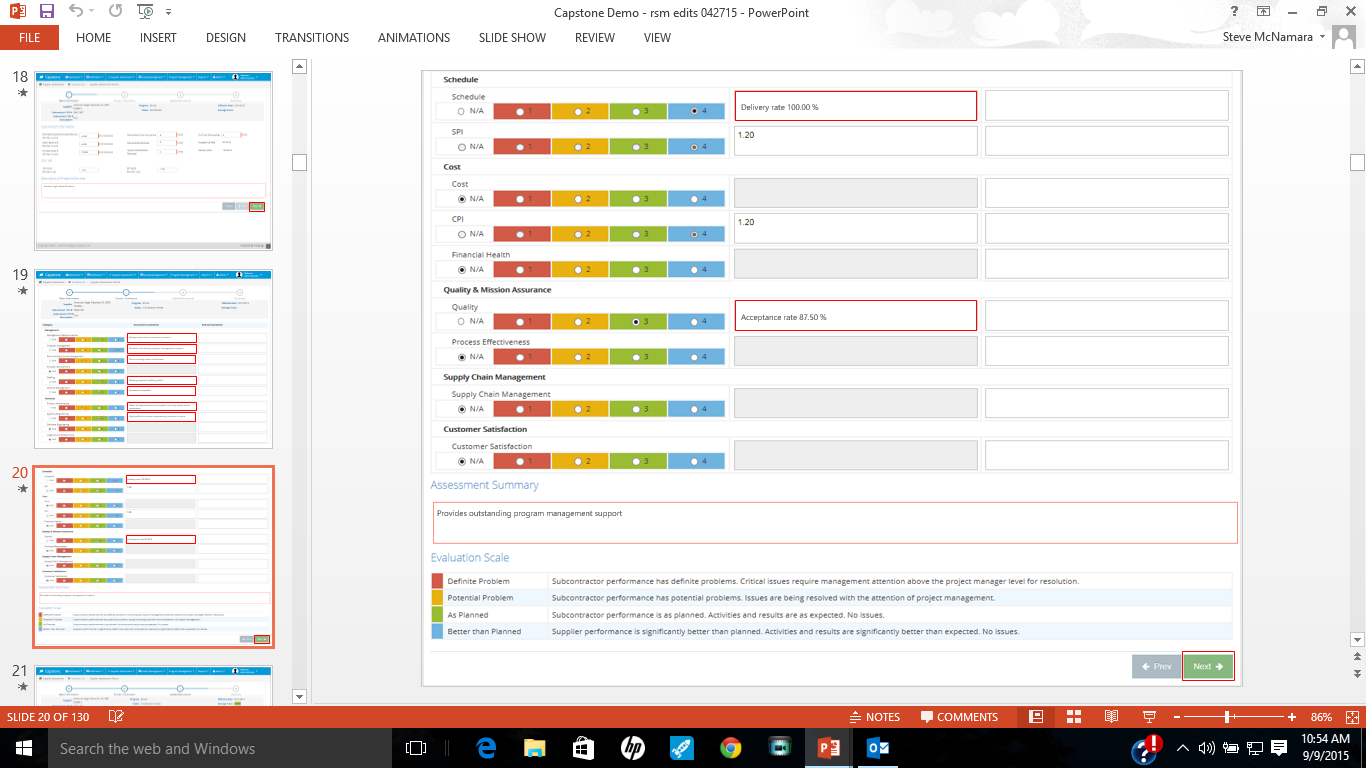 Capstone Demo - rsm edits 042715 - PowerPoint
FILE HOME INSERT DESIGN TRANSITIONS ANIMATIONS SLIDE SHOW REVIEW VIEW
Steve McNamara
18
19
20
21
Schedule
Schedule
N/A 1 2 3 4
Delivery rate 100.00 %
SPI
N/A 1 2 3 4
1.20
Cost
Cost
N/A 1 2 3 4
CPI
N/A 1 2 3 4
1.20
Financial Health
N/A 1 2 3 4
Quality & Mission Assurance
Quality
N/A 1 2 3 4
Acceptance rate 87.50 %
Process Effectiveness
N/A 1 2 3 4
Supply Chain Management
Supply Chain Management
N/A 1 2 3 4
Customer Satisfaction
Customer Satisfaction
N/A 1 2 3 4
Assessment Summary
Provides outstanding program management support
Evaluation Scale
Definite Problem Subcontractor performance has definite problems. Critical issues require management attention above the project manager level for resolution.
Potential Problem Subcontractor performance has potential problems. Issues are being resolved with the attention of project management.
As Planned Subcontractor performance is as planned. Activities and results are as expected. No issues.
Better than Planned Supplier performance is significantly better than planned. Activities and results are significantly better than expected. No issues.
Prev Next
SLIDE 20 OF 130
NOTES COMMENTS 86%
Search the web and Windows
10:54 AM
9/9/2015